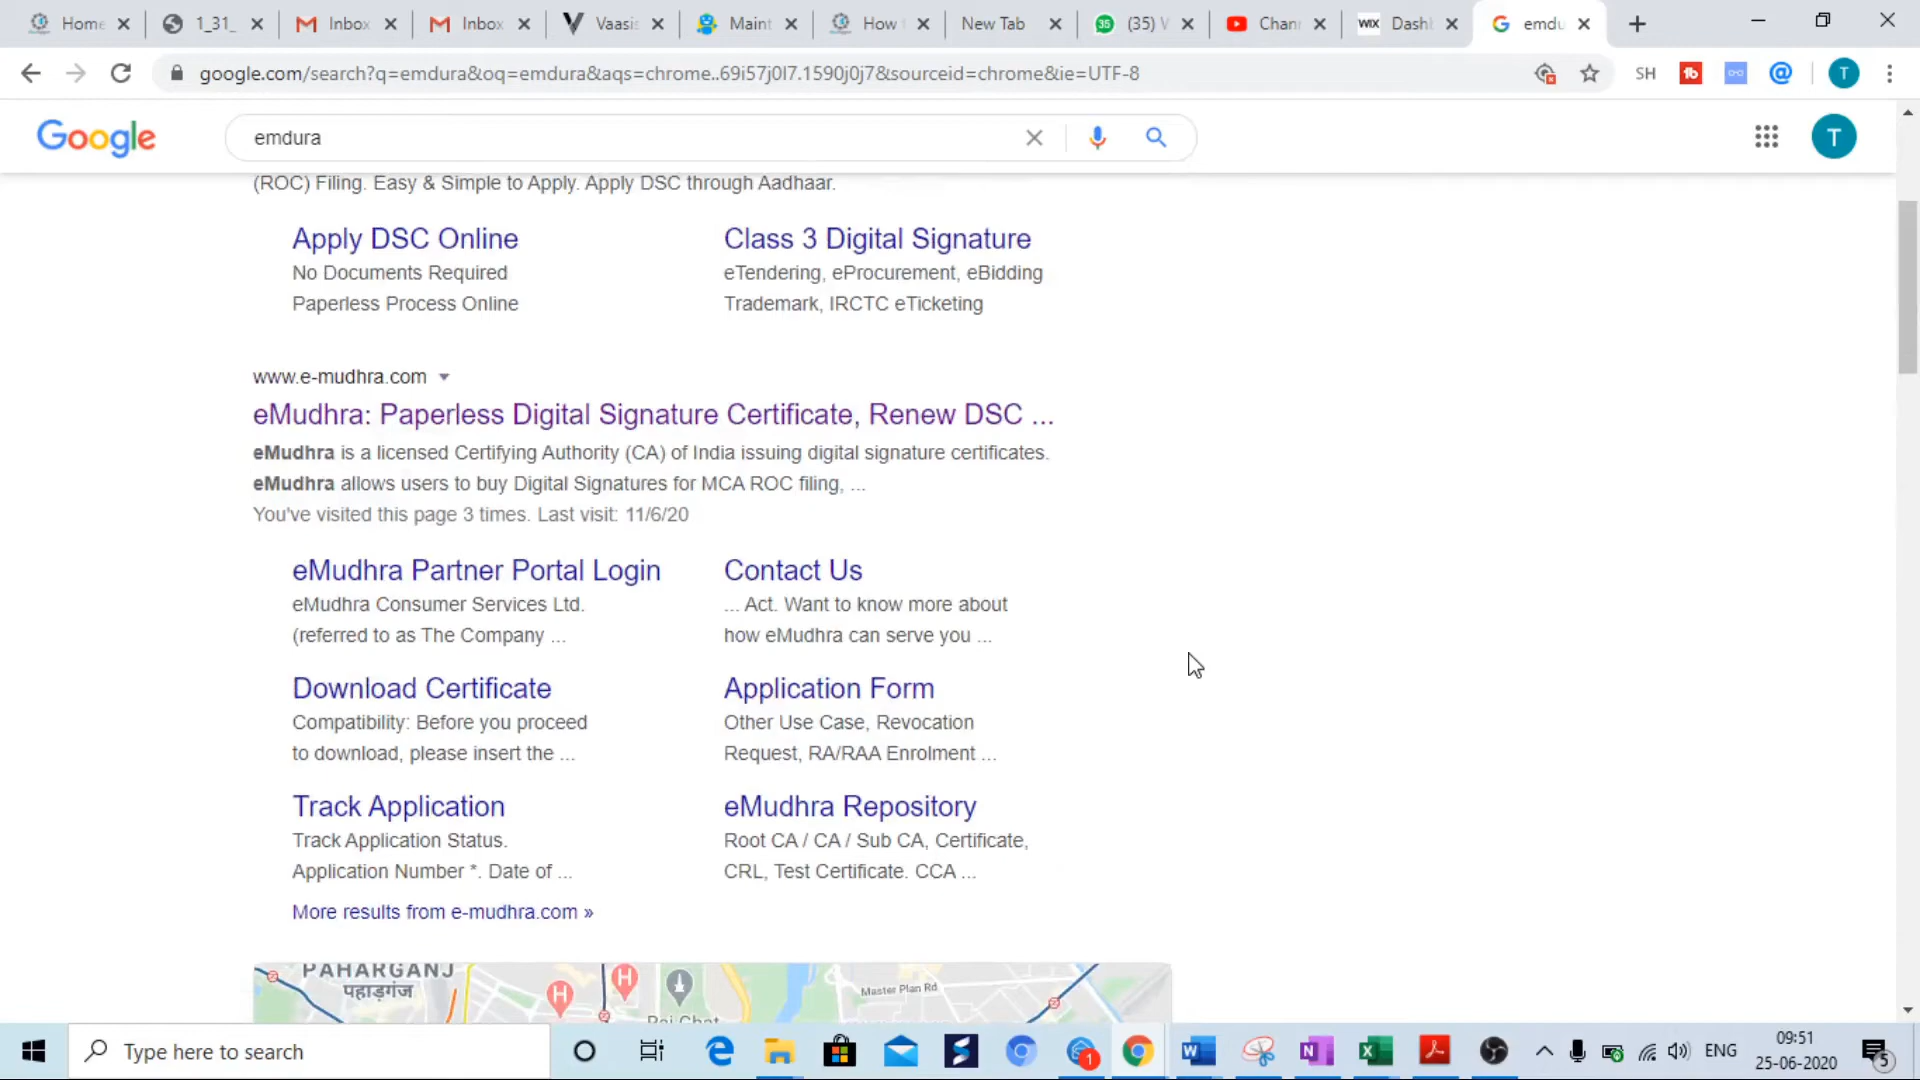 Home
1_31_
Inbox
Inbox
Vaasis
Maint
How
New Tab
(35) V
Chann
WIX Dashb
emdu
google.com/search?q=emdura&oq=emdura&aqs=chrome..69i57j0l7.1590j0j7&sourceid=chrome&ie=UTF-8
SH
T
Google
emdura
T
(ROC) Filing. Easy & Simple to Apply. Apply DSC through Aadhaar.
Apply DSC Online
No Documents Required
Paperless Process Online
Class 3 Digital Signature
eTendering, eProcurement, eBidding
Trademark, IRCTC eTicketing
www.e-mudhra.com
eMudhra: Paperless Digital Signature Certificate, Renew DSC ...
eMudhra is a licensed Certifying Authority (CA) of India issuing digital signature certificates.
eMudhra allows users to buy Digital Signatures for MCA ROC filing, ...
You've visited this page 3 times. Last visit: 11/6/20
eMudhra Partner Portal Login
eMudhra Consumer Services Ltd.
(referred to as The Company ...
Contact Us
... Act. Want to know more about
how eMudhra can serve you ...
Download Certificate
Compatibility: Before you proceed
to download, please insert the ...
Application Form
Other Use Case, Revocation
Request, RA/RAA Enrolment ...
Track Application
Track Application Status.
Application Number *. Date of ...
eMudhra Repository
Root CA / CA / Sub CA, Certificate,
CRL, Test Certificate. CCA ...
More results from e-mudhra.com »
PAHARGANJ
पहाड़गंज
Master Plan Rd
Raj Ghat
Type here to search
1
ENG
09:51
25-06-2020
5